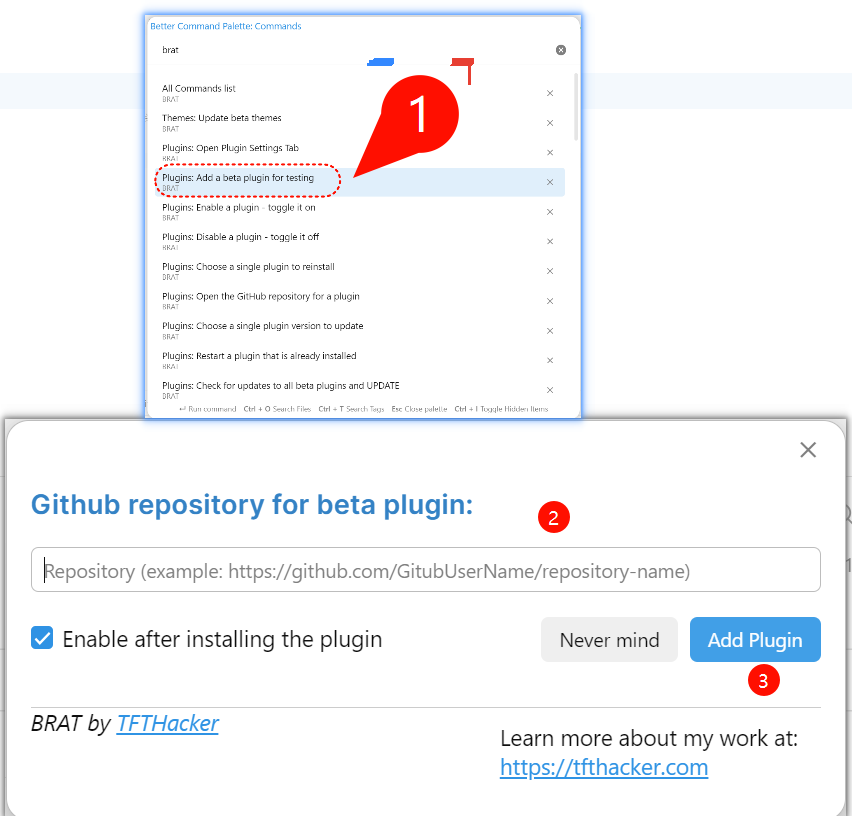 Better Command Palette: Commands
brat
All Commands list
BRAT
Themes: Update beta themes
BRAT
Plugins: Open Plugin Settings Tab
BRAT
1
Plugins: Add a beta plugin for testing
BRAT
Plugins: Enable a plugin - toggle it on
BRAT
Plugins: Disable a plugin - toggle it off
BRAT
Plugins: Choose a single plugin to reinstall
BRAT
Plugins: Open the GitHub repository for a plugin
BRAT
Plugins: Choose a single plugin version to update
BRAT
Plugins: Restart a plugin that is already installed
BRAT
Plugins: Check for updates to all beta plugins and UPDATE
BRAT
↵ Run command Ctrl + O Search Files Ctrl + T Search Tags Esc Close palette Ctrl + I Toggle Hidden Items
Github repository for beta plugin:
2
Repository (example: https://github.com/GitubUserName/repository-name)
Enable after installing the plugin
Never mind
Add Plugin
3
BRAT by TFTHacker
Learn more about my work at:
https://tfthacker.com